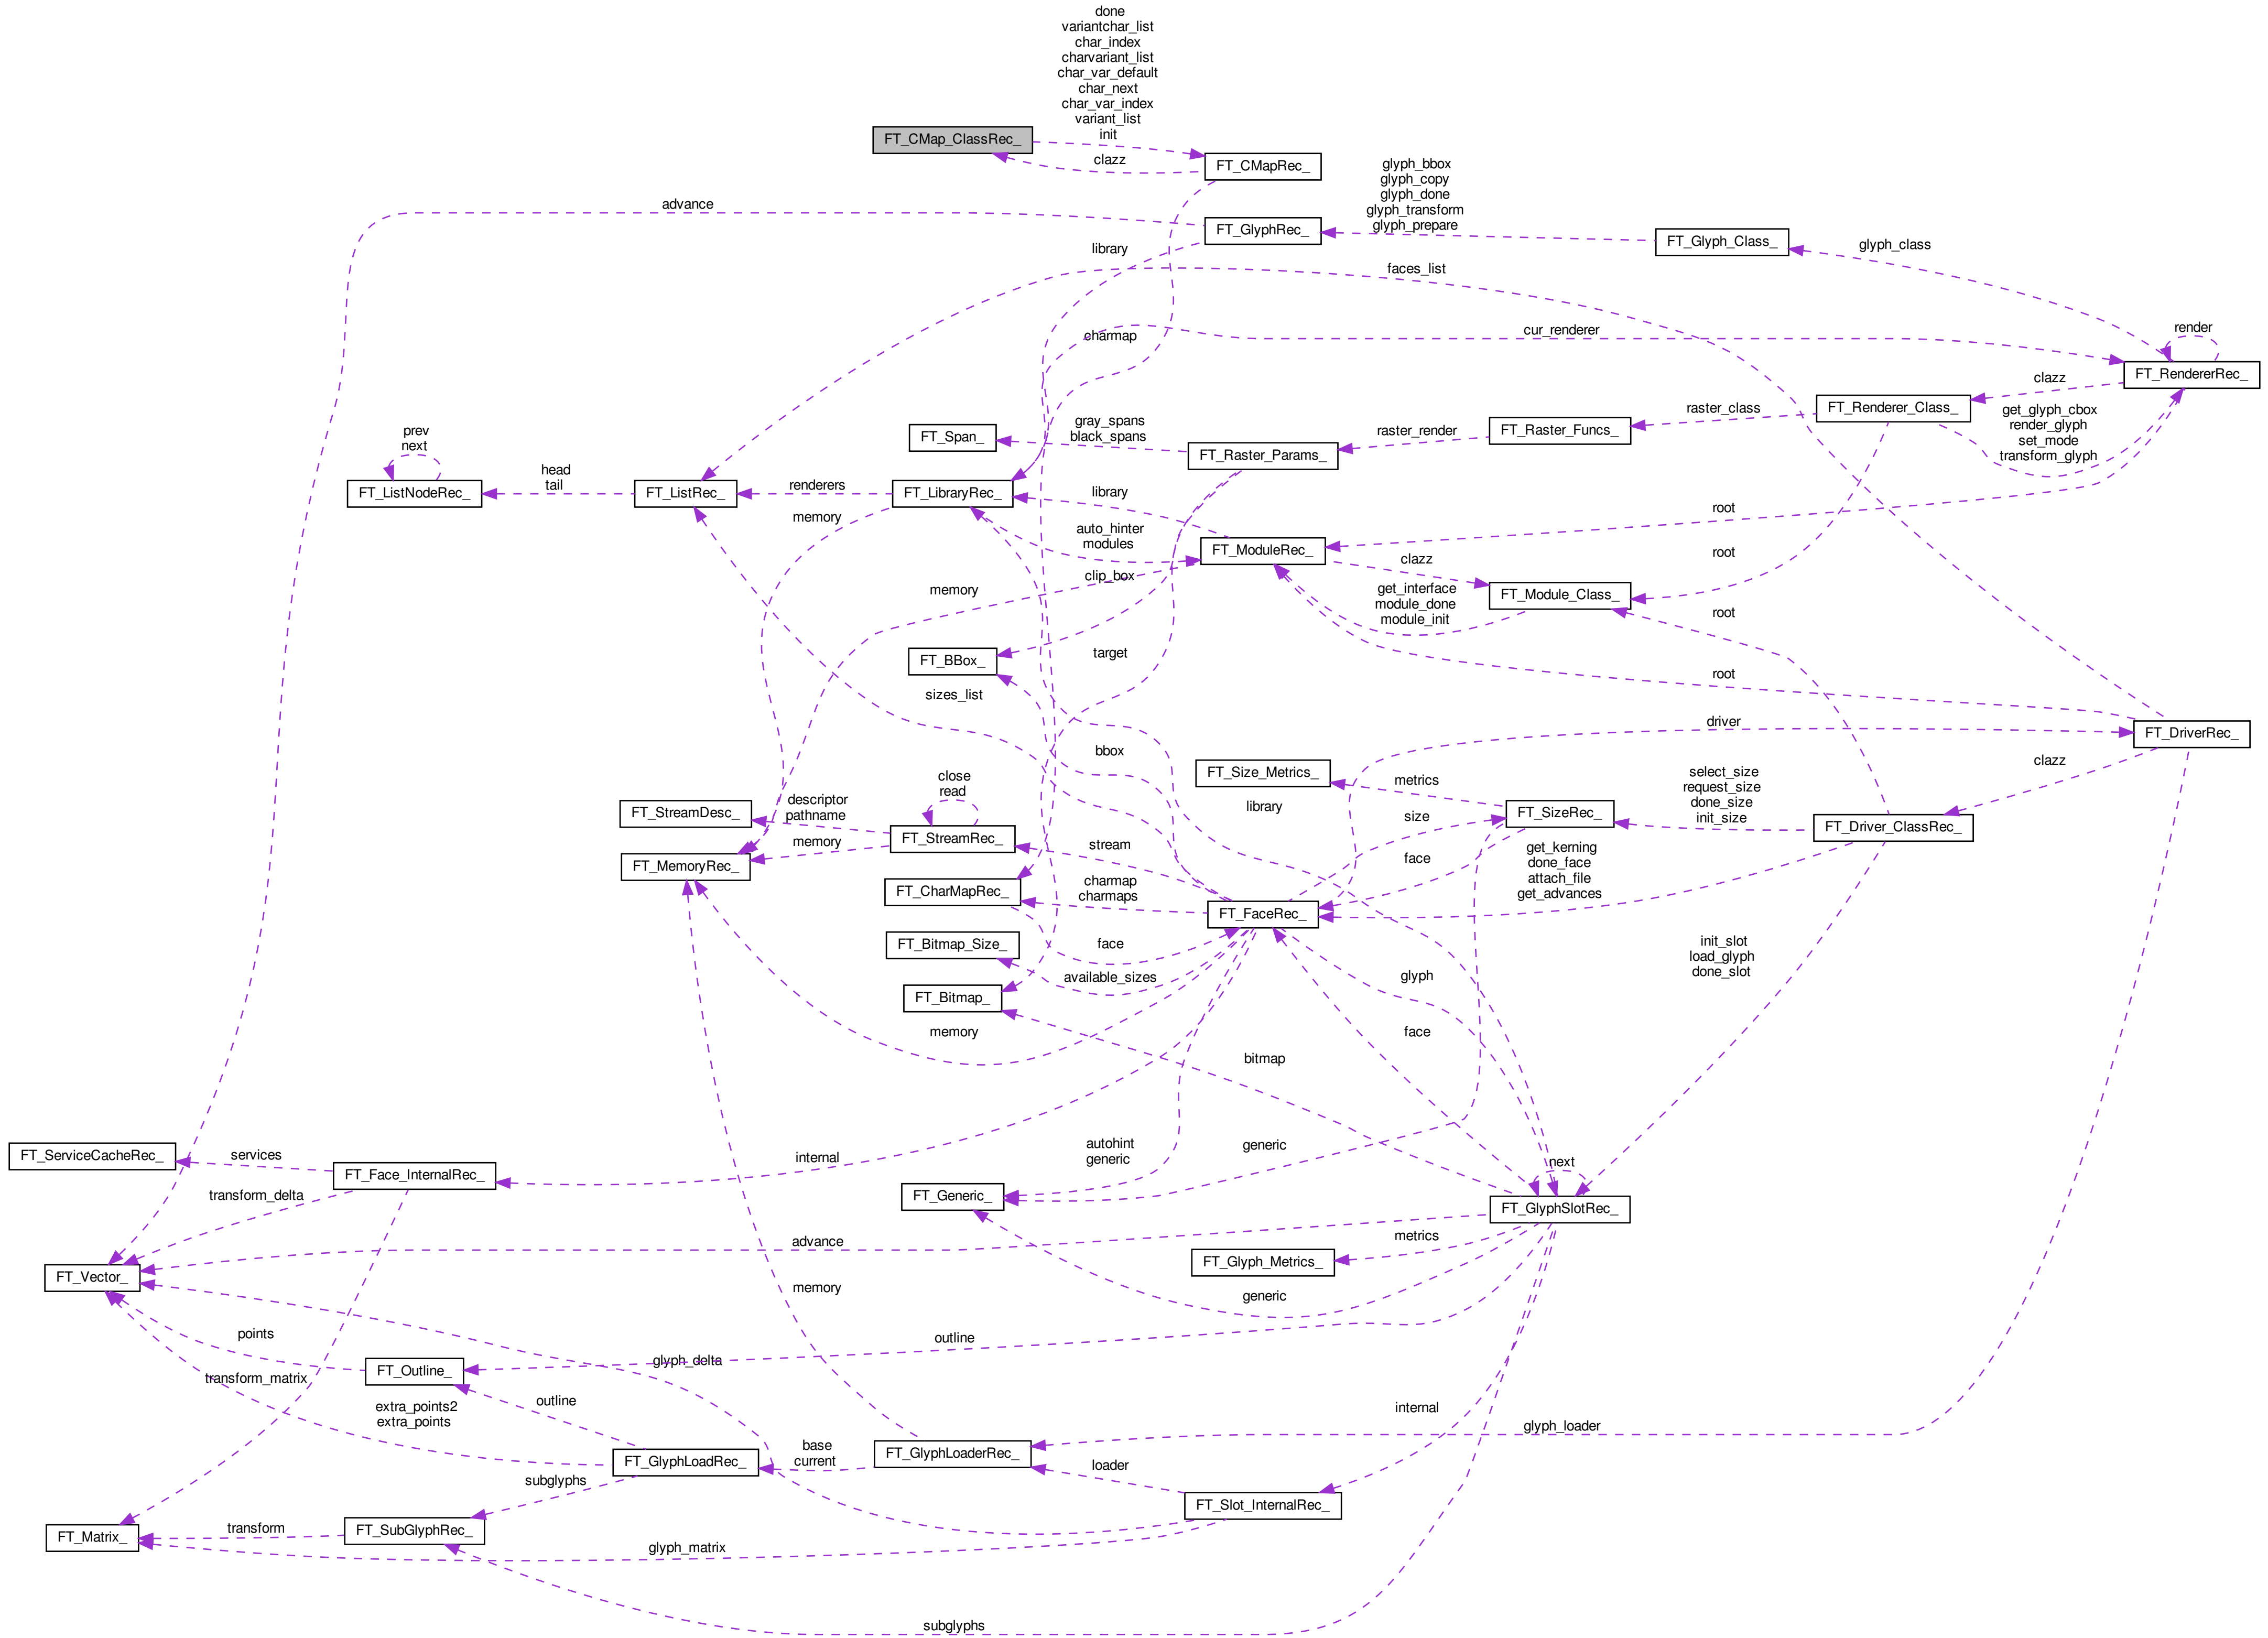 done
variantchar_list
char_index
charvariant_list
char_var_default
char_next
char_var_index
variant_list
init
FT_CMap_ClassRec_
clazz
FT_CMapRec_
glyph_bbox
glyph_copy
glyph_done
glyph_transform
glyph_prepare
advance
FT_GlyphRec_
FT_Glyph_Class_
glyph_class
library
faces_list
charmap
cur_renderer
render
FT_RendererRec_
clazz
FT_Renderer_Class_
raster_class
get_glyph_cbox
render_glyph
set_mode
transform_glyph
FT_Raster_Funcs_
raster_render
gray_spans
black_spans
FT_Span_
FT_Raster_Params_
prev
next
FT_ListNodeRec_
head
tail
FT_ListRec_
renderers
FT_LibraryRec_
library
memory
auto_hinter
modules
root
FT_ModuleRec_
clazz
root
clip_box
memory
get_interface
module_done
module_init
FT_Module_Class_
root
FT_BBox_
target
root
sizes_list
driver
FT_DriverRec_
bbox
FT_Size_Metrics_
metrics
clazz
close
read
library
select_size
request_size
done_size
init_size
FT_StreamDesc_
descriptor
pathname
FT_StreamRec_
size
FT_SizeRec_
FT_Driver_ClassRec_
memory
stream
face
FT_MemoryRec_
get_kerning
done_face
attach_file
get_advances
FT_CharMapRec_
charmap
charmaps
FT_FaceRec_
FT_Bitmap_Size_
face
init_slot
load_glyph
done_slot
available_sizes
glyph
FT_Bitmap_
memory
face
bitmap
autohint
generic
generic
FT_ServiceCacheRec_
services
FT_Face_InternalRec_
internal
next
transform_delta
FT_Generic_
FT_GlyphSlotRec_
advance
metrics
FT_Vector_
FT_Glyph_Metrics_
memory
generic
points
outline
glyph_delta
FT_Outline_
transform_matrix
outline
extra_points2
extra_points
internal
glyph_loader
FT_GlyphLoadRec_
base
current
FT_GlyphLoaderRec_
loader
subglyphs
FT_Slot_InternalRec_
FT_Matrix_
transform
FT_SubGlyphRec_
glyph_matrix
subglyphs